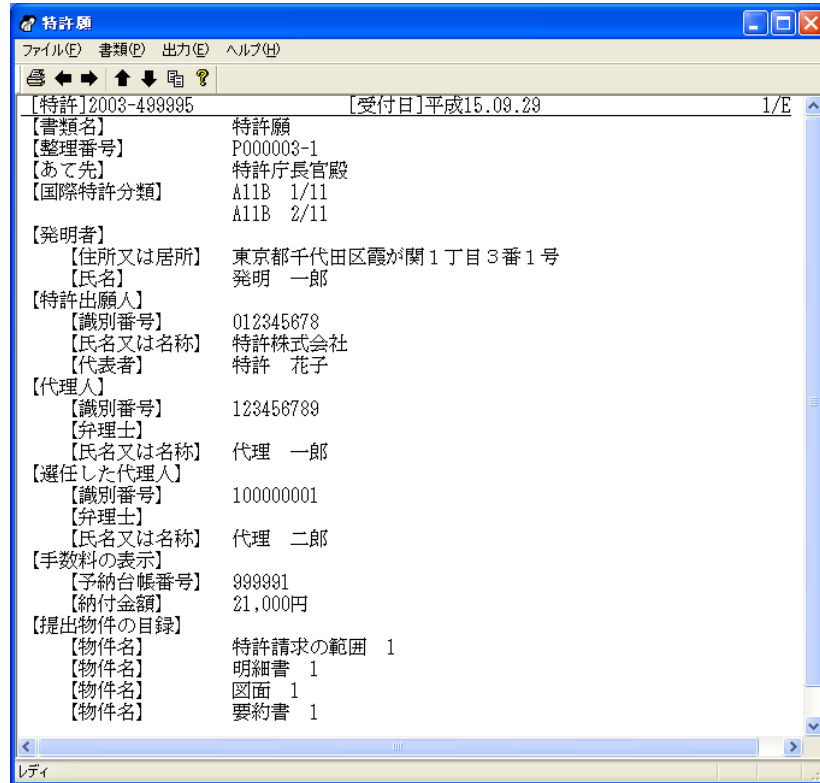 特許願
ファイル(F) 書類(P) 出力(E) ヘルプ(H)
[特許]2003-499995 [受付日]平成15.09.29 1/E
【書類名】 特許願
【整理番号】 P000003-1
【あて先】 特許庁長官殿
【国際特許分類】 A11B 1/11
A11B 2/11
【発明者】
【住所又は居所】 東京都千代田区霞が関１丁目３番１号
【氏名】 発明 一郎
【特許出願人】
【識別番号】 012345678
【氏名又は名称】 特許株式会社
【代表者】 特許 花子
【代理人】
【識別番号】 123456789
【弁理士】
【氏名又は名称】 代理 一郎
【選任した代理人】
【識別番号】 100000001
【弁理士】
【氏名又は名称】 代理 二郎
【手数料の表示】
【予納台帳番号】 999991
【納付金額】 21,000円
【提出物件の目録】
【物件名】 特許請求の範囲 1
【物件名】 明細書 1
【物件名】 図面 1
【物件名】 要約書 1
レディ